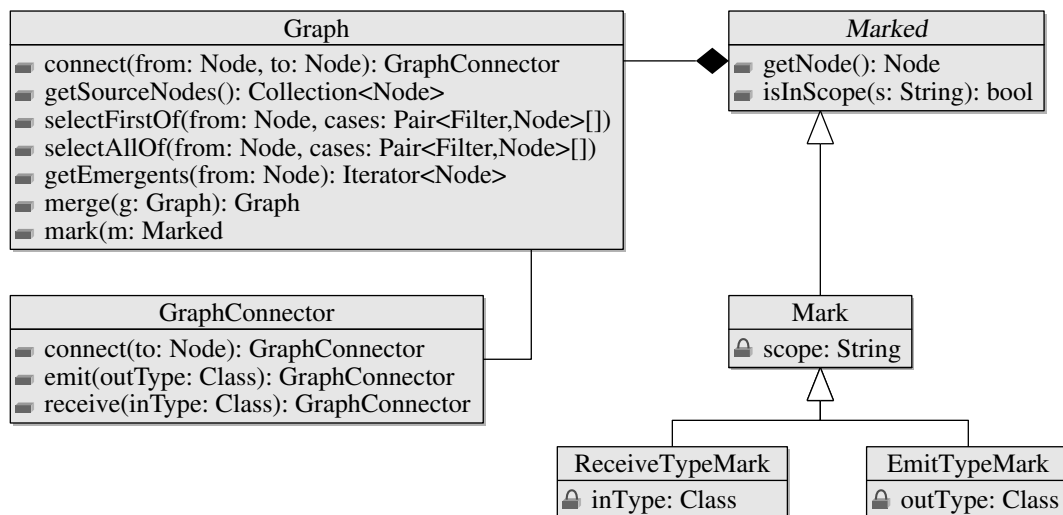 Graph
connect(from: Node, to: Node): GraphConnector
getSourceNodes(): Collection<Node>
selectFirstOf(from: Node, cases: Pair<Filter,Node>[])
selectAllOf(from: Node, cases: Pair<Filter,Node>[])
getEmergents(from: Node): Iterator<Node>
merge(g: Graph): Graph
mark(m: Marked
Marked
getNode(): Node
isInScope(s: String): bool
GraphConnector
connect(to: Node): GraphConnector
emit(outType: Class): GraphConnector
receive(inType: Class): GraphConnector
Mark
scope: String
ReceiveTypeMark
inType: Class
EmitTypeMark
outType: Class